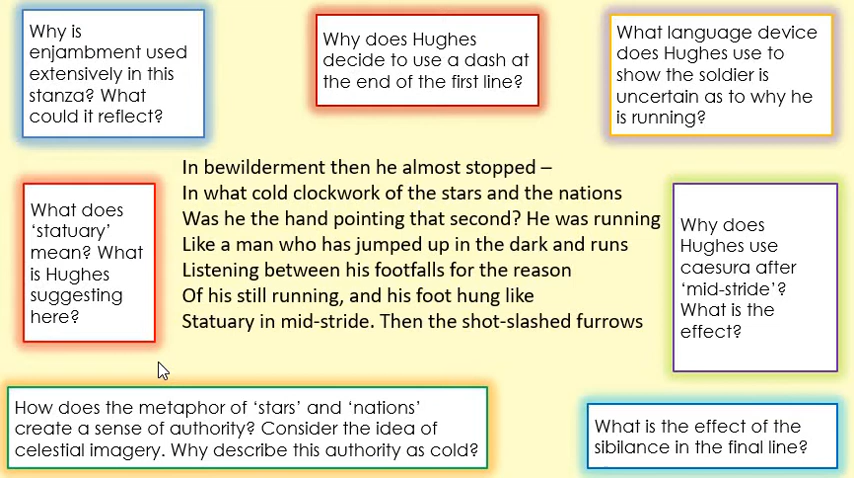 Why is
enjambment used
extensively in this
stanza? What
could it reflect?
Why does Hughes
decide to use a dash at
the end of the first line?
What language device
does Hughes use to
show the soldier is
uncertain as to why he
is running?
What does
‘statuary’
mean? What
is Hughes
suggesting
here?
In bewilderment then he almost stopped –
In what cold clockwork of the stars and the nations
Was he the hand pointing that second? He was running
Like a man who has jumped up in the dark and runs
Listening between his footfalls for the reason
Of his still running, and his foot hung like
Statuary in mid-stride. Then the shot-slashed furrows
Why does
Hughes use
caesura after
‘mid-stride’?
What is the
effect?
How does the metaphor of ‘stars’ and ‘nations’
create a sense of authority? Consider the idea of
celestial imagery. Why describe this authority as cold?
What is the effect of the
sibilance in the final line?